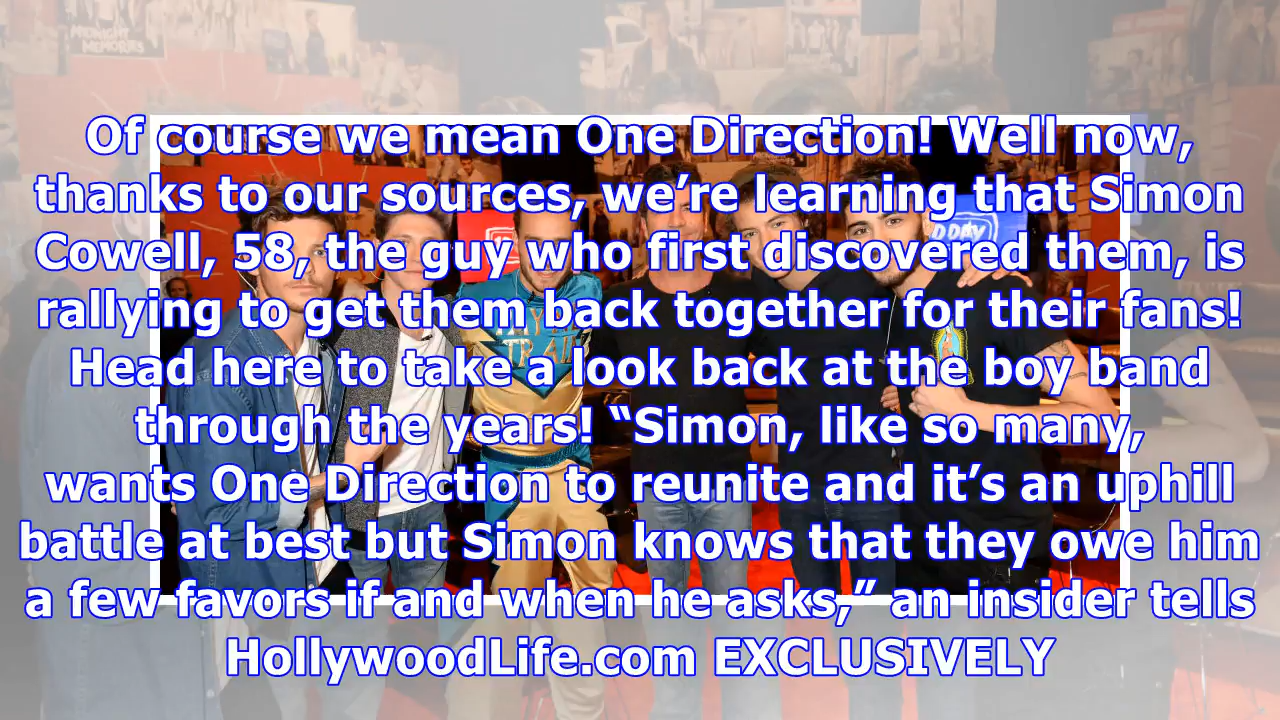 MIDNIGHT
MEMORIES
Of course we mean One Direction! Well now,
thanks to our sources, we’re learning that Simon
Cowell, 58, the guy who first discovered them, is
rallying to get them back together for their fans!
Head here to take a look back at the boy band
through the years! “Simon, like so many,
wants One Direction to reunite and it’s an uphill
battle at best but Simon knows that they owe him
a few favors if and when he asks,” an insider tells
HollywoodLife.com EXCLUSIVELY